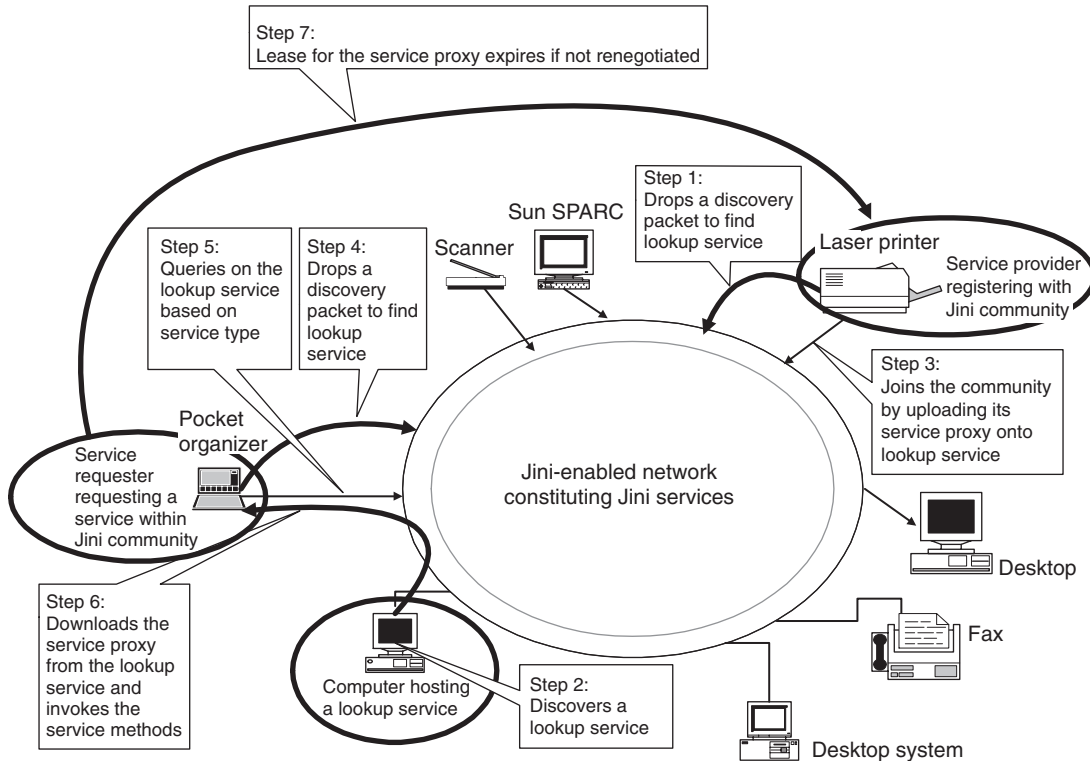 Step 7:
Lease for the service proxy expires if not renegotiated
Step 1:
Drops a discovery
packet to find
lookup service
Sun SPARC
Scanner
Laser printer
Service provider
registering with
Jini community
Step 5:
Queries on the
lookup service
based on
service type
Step 4:
Drops a
discovery
packet to find
lookup
service
Step 3:
Joins the community
by uploading its
service proxy onto
lookup service
Pocket
organizer
Service
requester
requesting a
service within
Jini community
Jini-enabled network
constituting Jini services
Desktop
Step 6:
Downloads the
service proxy
from the lookup
service and
invokes the
service methods
Computer hosting
a lookup service
Step 2:
Discovers a
lookup service
Fax
Desktop system